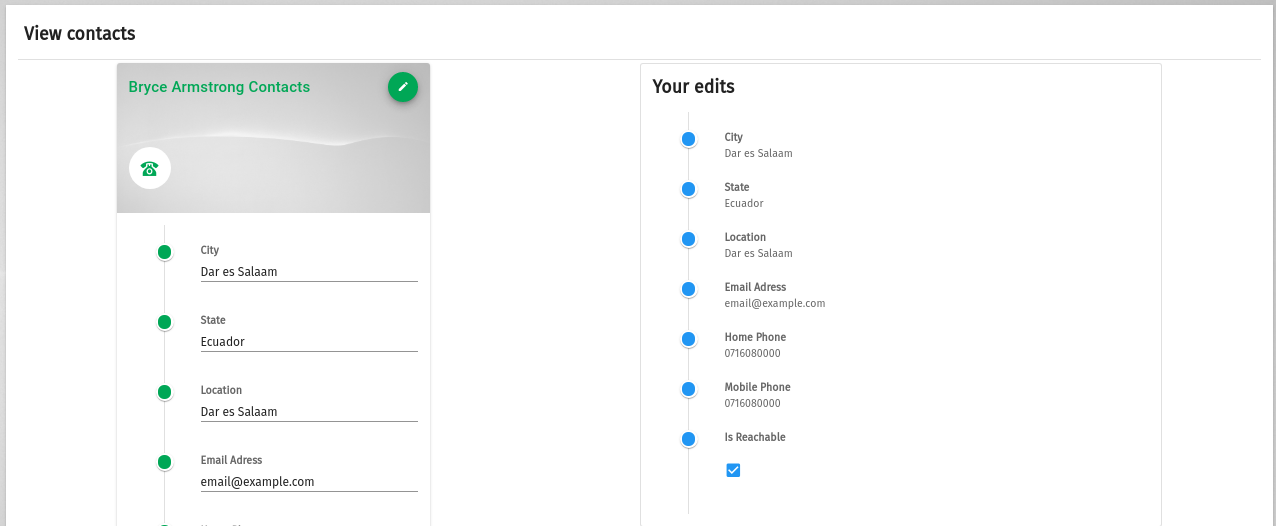 View contacts
Bryce Armstrong Contacts
City
Dar es Salaam
State
Ecuador
Location
Dar es Salaam
Email Adress
email@example.com
Your edits
City
Dar es Salaam
State
Ecuador
Location
Dar es Salaam
Email Adress
email@example.com
Home Phone
0716080000
Mobile Phone
0716080000
Is Reachable